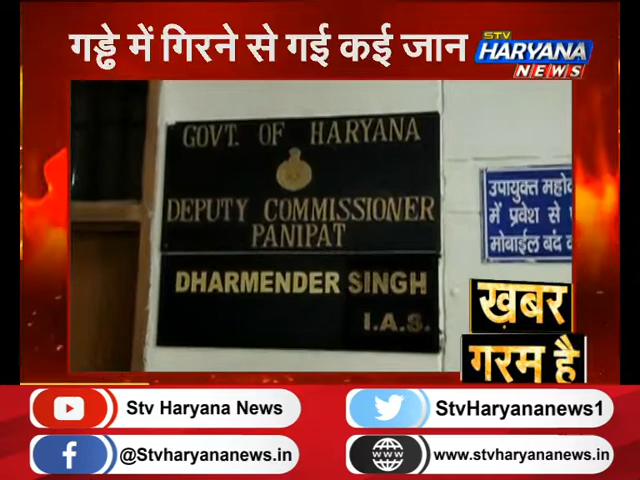 गड्ढे में गिरने से गई कई जान
STV
HARYANA
NEWS
GOVT. OF HARYANA
DEPUTY COMMISSIONER
PANIPAT
DHARMENDER SINGH
I.A.S.
उपायुक्त
में प्रवेश से
मोबाईल बंद
ख़बर
गरम है
Stv Haryana News
StvHaryananews1
@Stvharyananews.in
www.stvharyananews.in